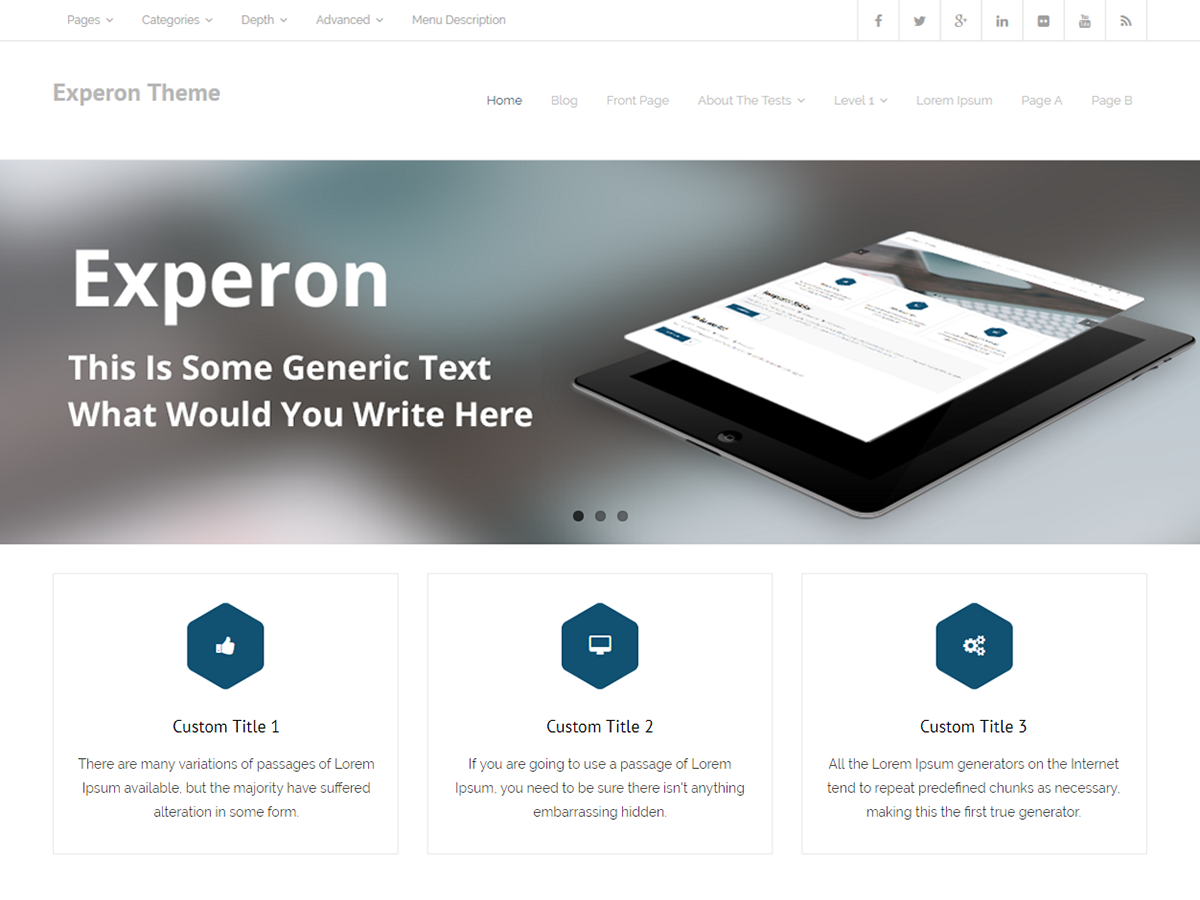 Pages Categories Depth Advanced Menu Description
Experon Theme
Home Blog Front Page About The Tests Level 1 Lorem Ipsum Page A Page B
Experon
This Is Some Generic Text
What Would You Write Here
Custom Title 1
There are many variations of passages of Lorem
Ipsum available, but the majority have suffered
alteration in some form.
Custom Title 2
If you are going to use a passage of Lorem
Ipsum, you need to be sure there isn't anything
embarrassing hidden.
Custom Title 3
All the Lorem Ipsum generators on the Internet
tend to repeat predefined chunks as necessary,
making this the first true generator.